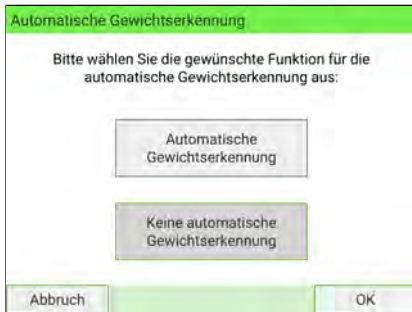 Automatische Gewichtserkennung
Bitte wählen Sie die gewünschte Funktion für die
automatische Gewichtserkennung aus:
Automatische
Gewichtserkennung
Keine automatische
Gewichtserkennung
Abbruch
OK